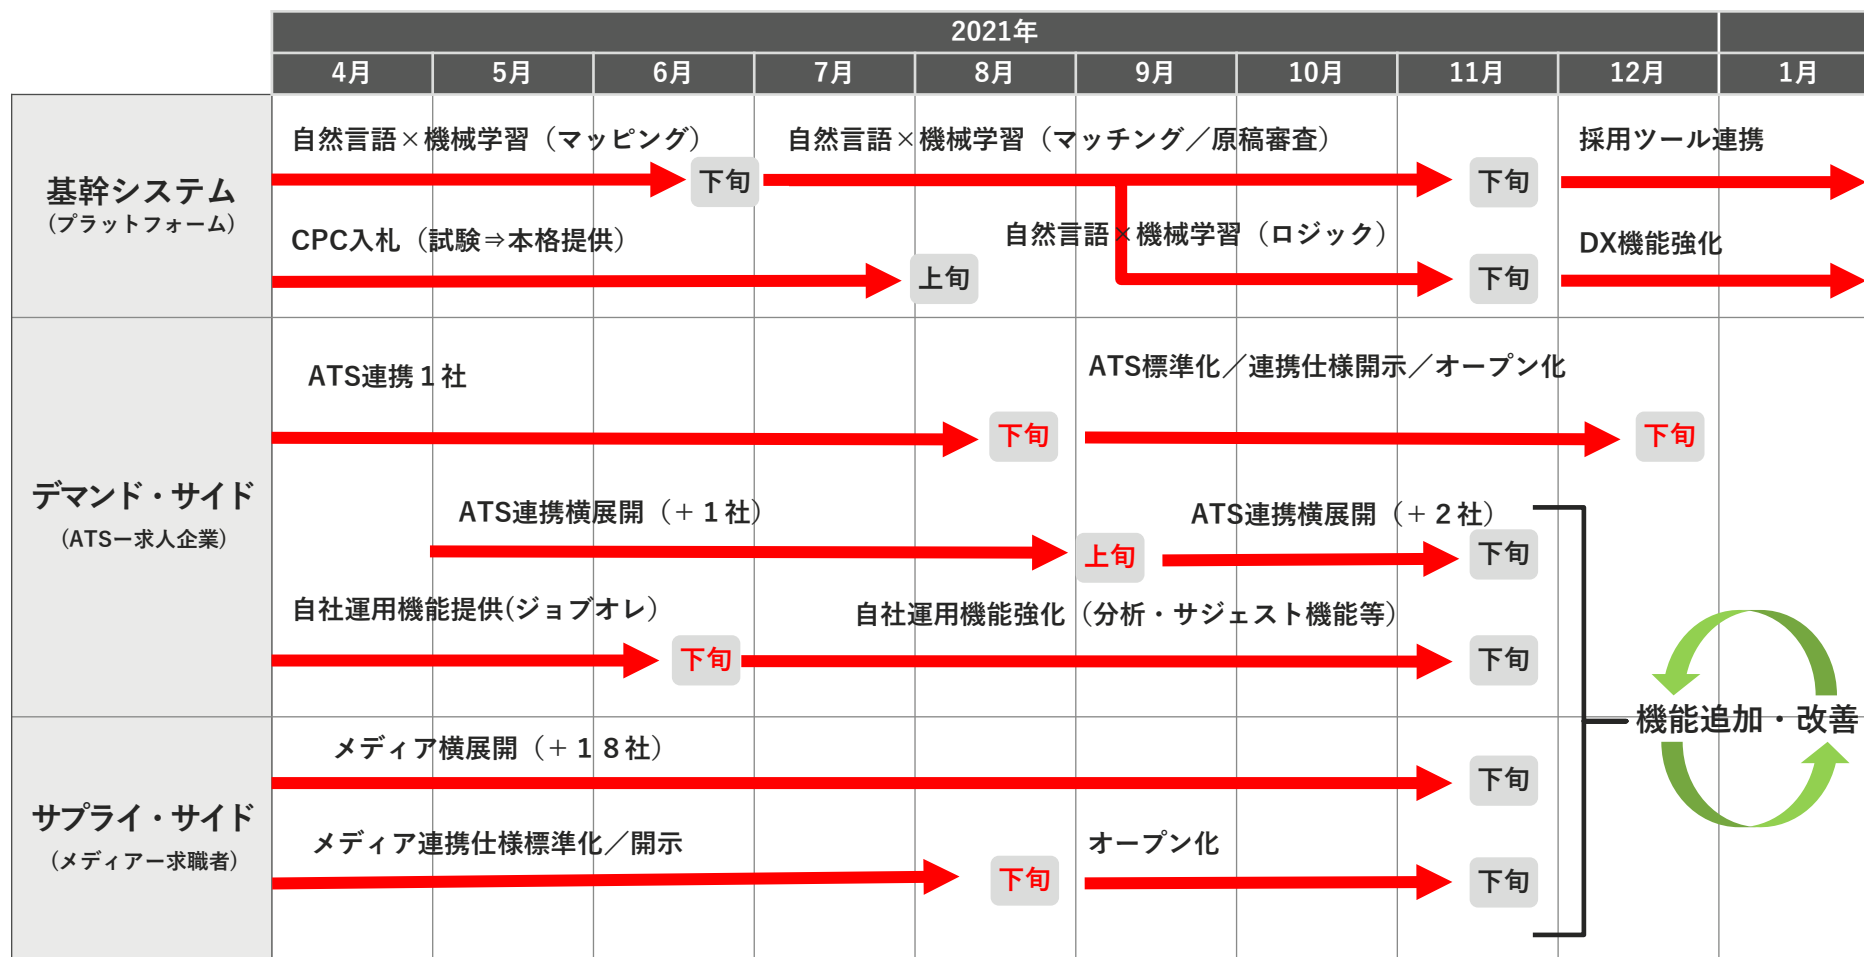 2021年
4月
5月
6月
7月
8月
9月
10月
11月
12月
1月
基幹システム
(プラットフォーム)
自然言語×機械学習（マッピング）
下旬
自然言語×機械学習（マッチング／原稿審査）
下旬
採用ツール連携
CPC入札（試験⇒本格提供）
上旬
自然言語×機械学習（ロジック）
下旬
DX機能強化
デマンド・サイド
(ATSー求人企業)
ATS連携１社
下旬
ATS標準化／連携仕様開示／オープン化
下旬
ATS連携横展開（＋１社）
上旬
ATS連携横展開（＋２社）
下旬
自社運用機能提供(ジョブオレ）
下旬
自社運用機能強化（分析・サジェスト機能等）
下旬
機能追加・改善
サプライ・サイド
(メディアー求職者)
メディア横展開（＋１８社）
下旬
メディア連携仕様標準化／開示
下旬
オープン化
下旬